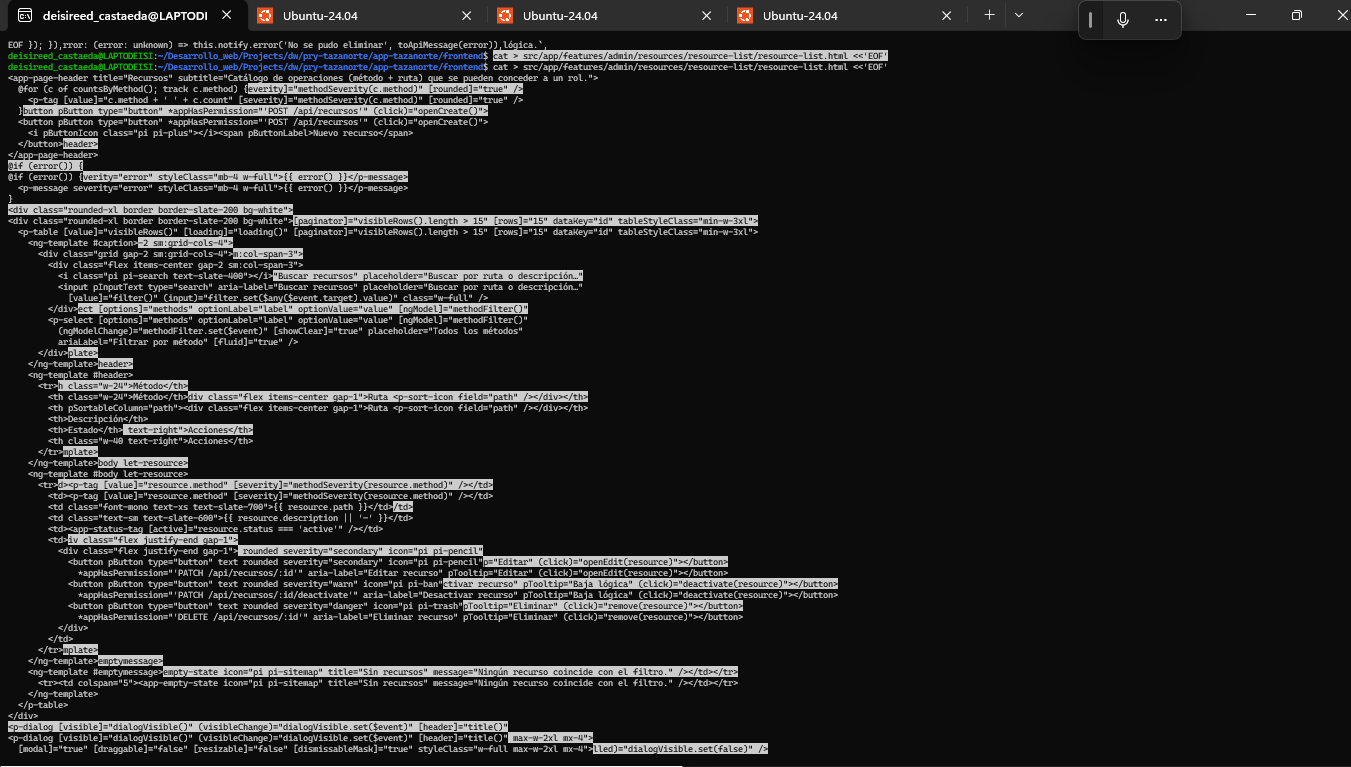 deisireed_castaeda@LAPTODI
Ubuntu-24.04
Ubuntu-24.04
Ubuntu-24.04
EOF }); }),rror: (error: unknown) => this.notify.error('No se pudo eliminar', toApiMessage(error)),lógica.`,
deisireed_castaeda@LAPTODEISI:~/Desarrollo_web/Projects/dw/pry-tazanorte/app-tazanorte/frontend$ cat > src/app/features/admin/resources/resource-list/resource-list.html <<'EOF'
deisireed_castaeda@LAPTODEISI:~/Desarrollo_web/Projects/dw/pry-tazanorte/app-tazanorte/frontend$ cat > src/app/features/admin/resources/resource-list/resource-list.html <<'EOF'
<app-page-header title="Recursos" subtitle="Catálogo de operaciones (método + ruta) que se pueden conceder a un rol.">
  @for (c of countsByMethod(); track c.method) {everity]="methodSeverity(c.method)" [rounded]="true" />
    <p-tag [value]="c.method + ' ' + c.count" [severity]="methodSeverity(c.method)" [rounded]="true" />
  }button pButton type="button" *appHasPermission="'POST /api/recursos'" (click)="openCreate()">
  <button pButton type="button" *appHasPermission="'POST /api/recursos'" (click)="openCreate()">
    <i pButtonIcon class="pi pi-plus"></i><span pButtonLabel>Nuevo recurso</span>
  </button>header>
</app-page-header>
@if (error()) {
@if (error()) {verity="error" styleClass="mb-4 w-full">{{ error() }}</p-message>
  <p-message severity="error" styleClass="mb-4 w-full">{{ error() }}</p-message>
}
<div class="rounded-xl border border-slate-200 bg-white">
<div class="rounded-xl border border-slate-200 bg-white">[paginator]="visibleRows().length > 15" [rows]="15" dataKey="id" tableStyleClass="min-w-3xl">
  <p-table [value]="visibleRows()" [loading]="loading()" [paginator]="visibleRows().length > 15" [rows]="15" dataKey="id" tableStyleClass="min-w-3xl">
    <ng-template #caption>-2 sm:grid-cols-4">
      <div class="grid gap-2 sm:grid-cols-4">m:col-span-3">
        <div class="flex items-center gap-2 sm:col-span-3">
          <i class="pi pi-search text-slate-400"></i>"Buscar recursos" placeholder="Buscar por ruta o descripción…"
          <input pInputText type="search" aria-label="Buscar recursos" placeholder="Buscar por ruta o descripción…"
            [value]="filter()" (input)="filter.set($any($event.target).value)" class="w-full" />
        </div>ect [options]="methods" optionLabel="label" optionValue="value" [ngModel]="methodFilter()"
        <p-select [options]="methods" optionLabel="label" optionValue="value" [ngModel]="methodFilter()"
          (ngModelChange)="methodFilter.set($event)" [showClear]="true" placeholder="Todos los métodos"
          ariaLabel="Filtrar por método" [fluid]="true" />
      </div>plate>
    </ng-template>header>
    <ng-template #header>
      <tr>h class="w-24">Método</th>
        <th class="w-24">Método</th>div class="flex items-center gap-1">Ruta <p-sort-icon field="path" /></div></th>
        <th pSortableColumn="path"><div class="flex items-center gap-1">Ruta <p-sort-icon field="path" /></div></th>
        <th>Descripción</th>
        <th>Estado</th> text-right">Acciones</th>
        <th class="w-40 text-right">Acciones</th>
      </tr>mplate>
    </ng-template>body let-resource>
    <ng-template #body let-resource>
      <tr>d><p-tag [value]="resource.method" [severity]="methodSeverity(resource.method)" /></td>
        <td><p-tag [value]="resource.method" [severity]="methodSeverity(resource.method)" /></td>
        <td class="font-mono text-xs text-slate-700">{{ resource.path }}</td>/td>
        <td class="text-sm text-slate-600">{{ resource.description || '-' }}</td>
        <td><app-status-tag [active]="resource.status === 'active'" /></td>
        <td>iv class="flex justify-end gap-1">
          <div class="flex justify-end gap-1"> rounded severity="secondary" icon="pi pi-pencil"
            <button pButton type="button" text rounded severity="secondary" icon="pi pi-pencil"p="Editar" (click)="openEdit(resource)"></button>
              *appHasPermission="'PATCH /api/recursos/:id'" aria-label="Editar recurso" pTooltip="Editar" (click)="openEdit(resource)"></button>
            <button pButton type="button" text rounded severity="warn" icon="pi pi-ban"ctivar recurso" pTooltip="Baja lógica" (click)="deactivate(resource)"></button>
              *appHasPermission="'PATCH /api/recursos/:id/deactivate'" aria-label="Desactivar recurso" pTooltip="Baja lógica" (click)="deactivate(resource)"></button>
            <button pButton type="button" text rounded severity="danger" icon="pi pi-trash"pTooltip="Eliminar" (click)="remove(resource)"></button>
              *appHasPermission="'DELETE /api/recursos/:id'" aria-label="Eliminar recurso" pTooltip="Eliminar" (click)="remove(resource)"></button>
          </div>
        </td>
      </tr>mplate>
    </ng-template>emptymessage>
    <ng-template #emptymessage>empty-state icon="pi pi-sitemap" title="Sin recursos" message="Ningún recurso coincide con el filtro." /></td></tr>
      <tr><td colspan="5"><app-empty-state icon="pi pi-sitemap" title="Sin recursos" message="Ningún recurso coincide con el filtro." /></td></tr>
    </ng-template>
  </p-table>
</div>
<p-dialog [visible]="dialogVisible()" (visibleChange)="dialogVisible.set($event)" [header]="title()"
<p-dialog [visible]="dialogVisible()" (visibleChange)="dialogVisible.set($event)" [header]="title()" max-w-2xl mx-4">
  [modal]="true" [draggable]="false" [resizable]="false" [dismissableMask]="true" styleClass="w-full max-w-2xl mx-4">lled)="dialogVisible.set(false)" />